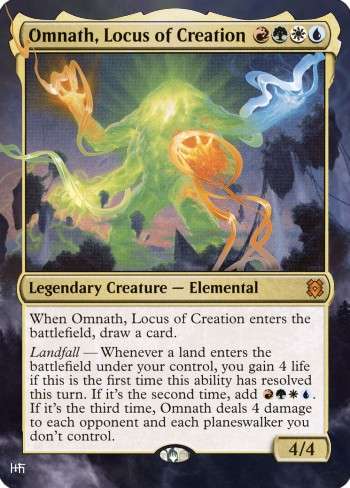 Omnath, Locus of Creation
Legendary Creature — Elemental
When Omnath, Locus of Creation enters the
battlefield, draw a card.
Landfall — Whenever a land enters the
battlefield under your control, you gain 4 life
if this is the first time this ability has resolved
this turn. If it's the second time, add
If it's the third time, Omnath deals 4 damage
to each opponent and each planeswalker you
don't control.
4/4